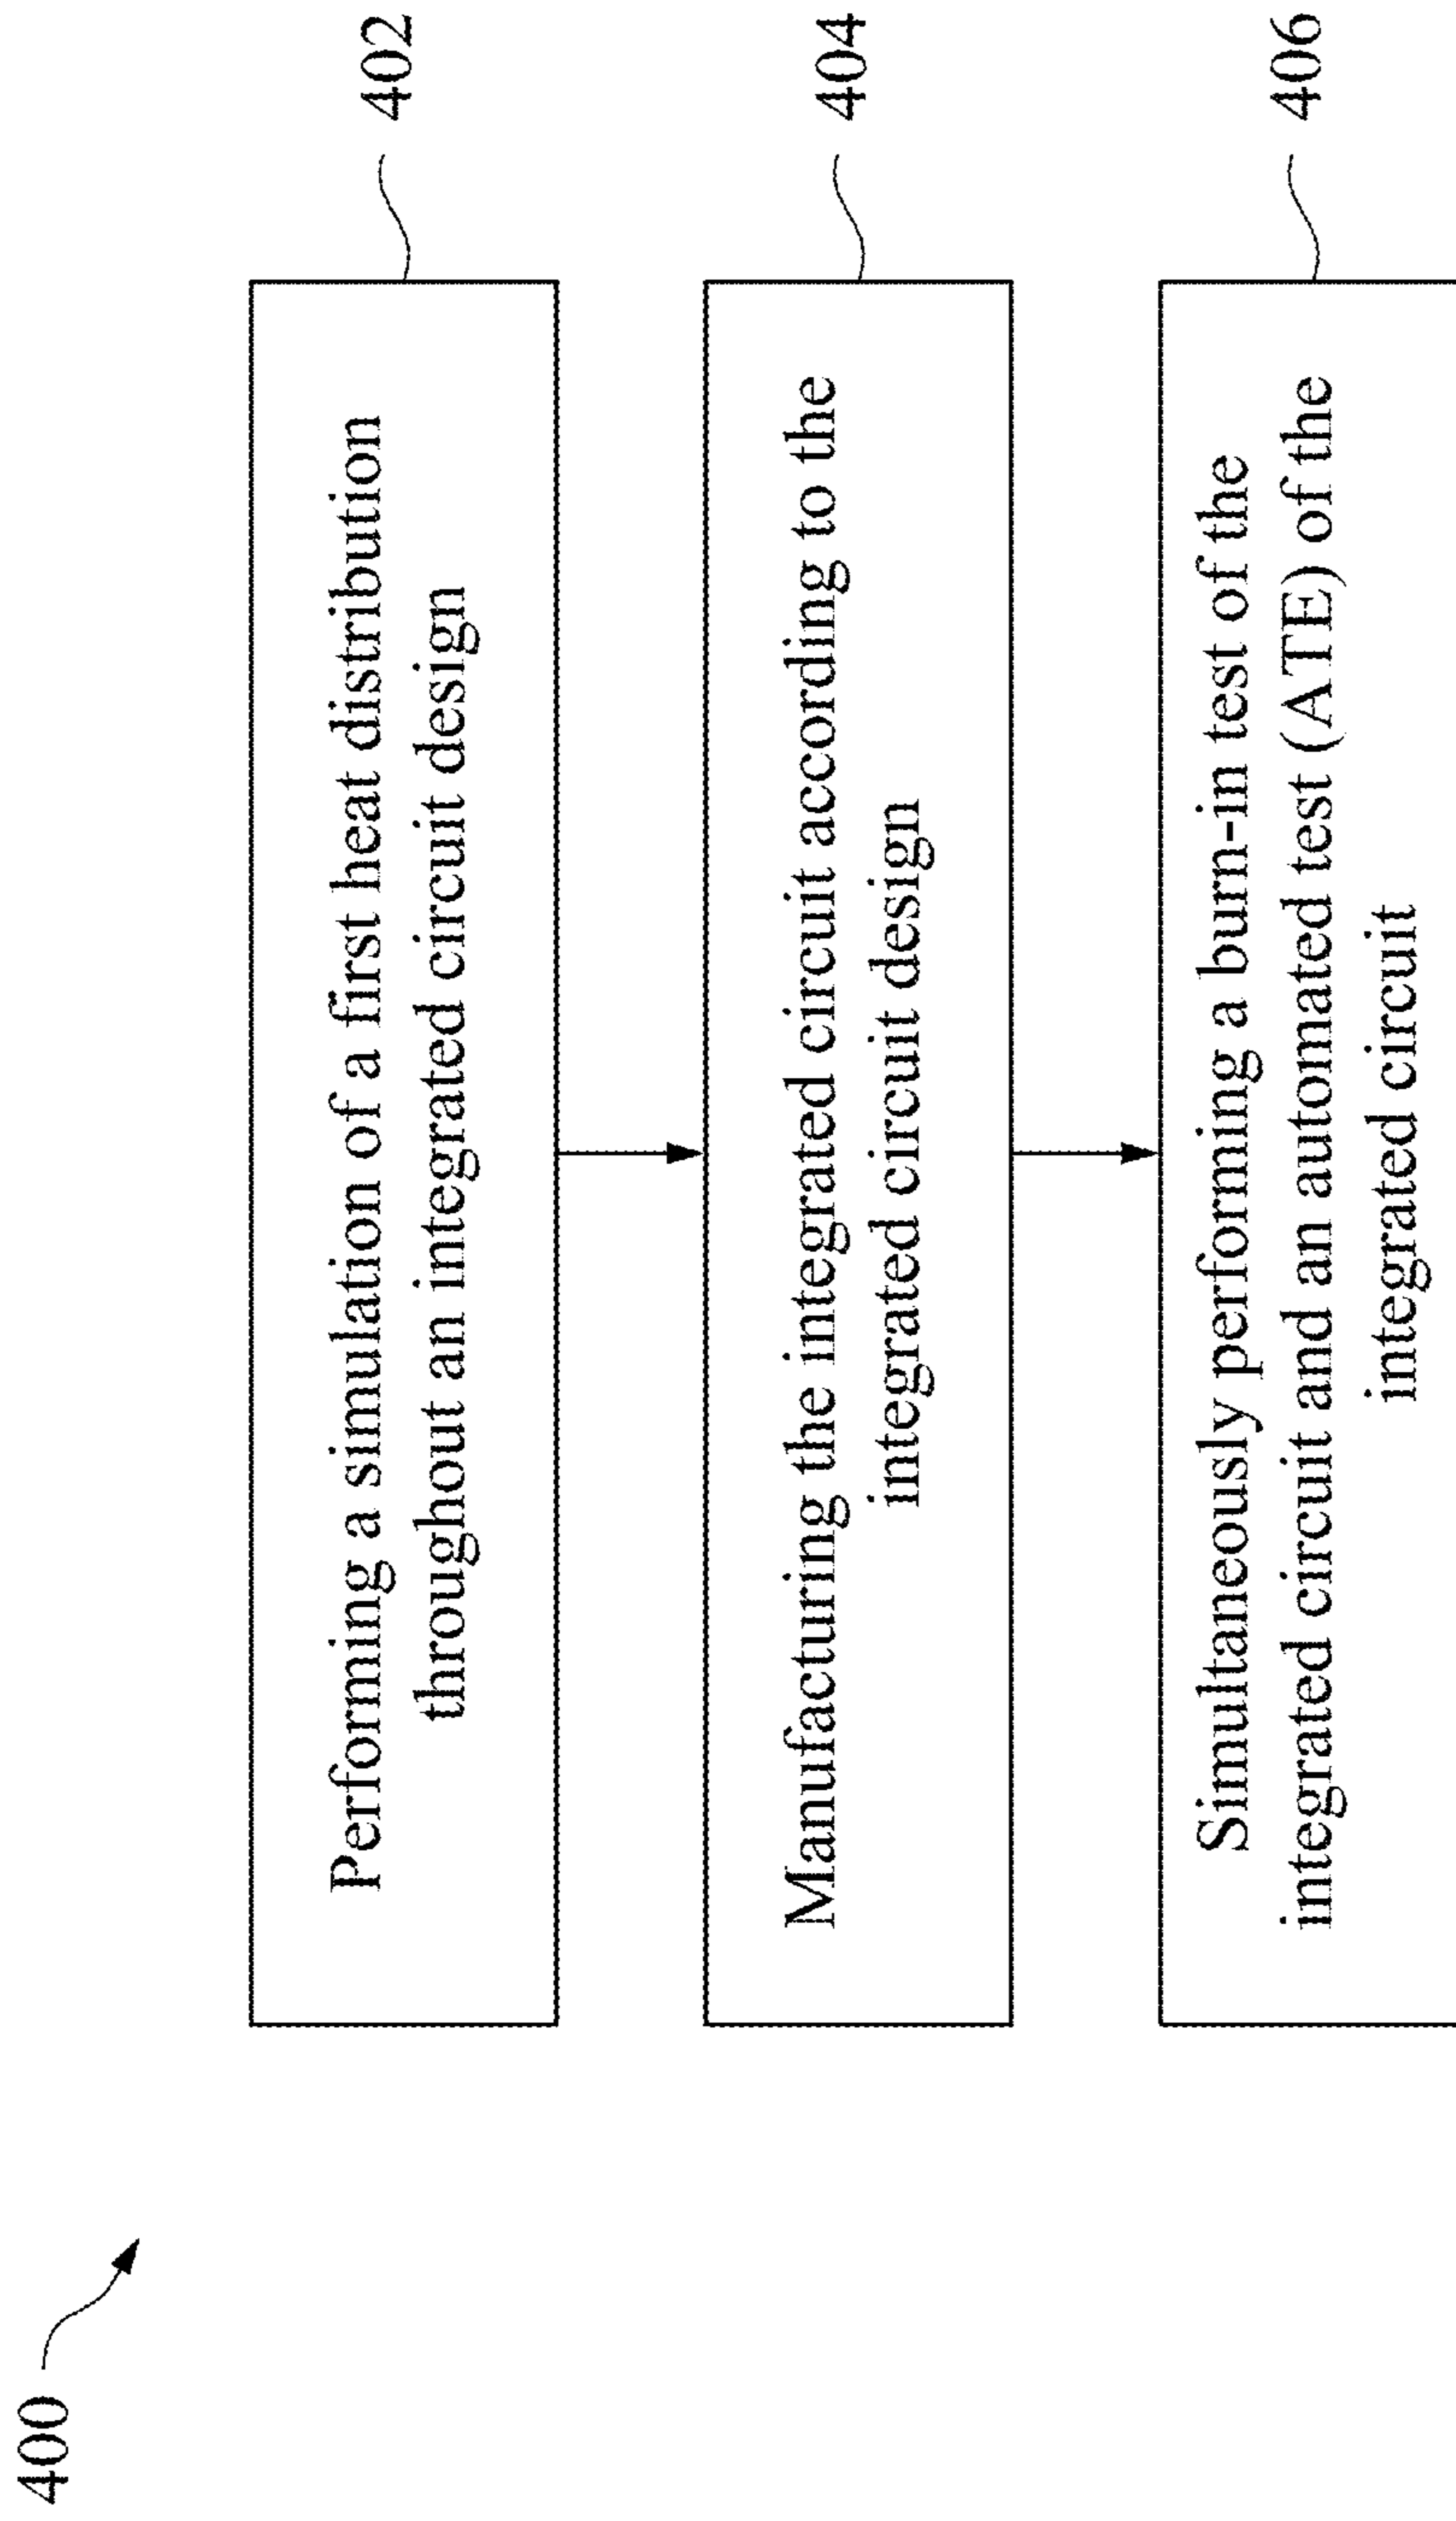 400
Performing a simulation of a first heat distribution
throughout an integrated circuit design
402
Manufacturing the integrated circuit according to the
integrated circuit design
404
Simultaneously performing a burn-in test of the
integrated circuit and an automated test (ATE) of the
integrated circuit
406